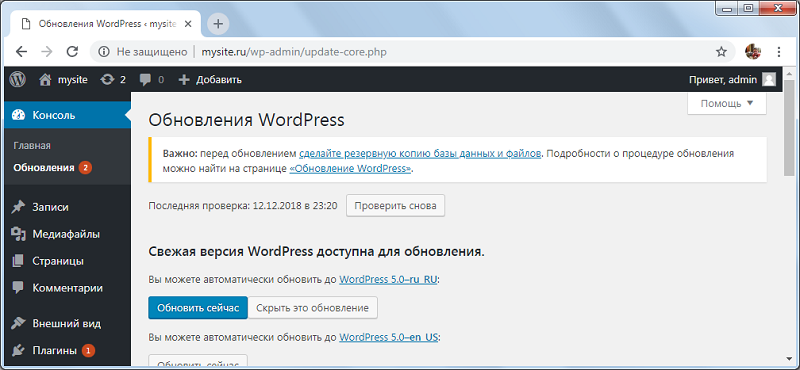 Обновления WordPress ‹ mysite
Не защищено mysite.ru/wp-admin/update-core.php
mysite 2 0 Добавить Привет, admin
Консоль
Главная
Обновления 2
Записи
Медиафайлы
Страницы
Комментарии
Внешний вид
Плагины 1
Помощь
Обновления WordPress
Важно: перед обновлением сделайте резервную копию базы данных и файлов. Подробности о процедуре обновления
можно найти на странице «Обновление WordPress».
Последняя проверка: 12.12.2018 в 23:20 Проверить снова
Свежая версия WordPress доступна для обновления.
Вы можете автоматически обновить до WordPress 5.0–ru_RU:
Обновить сейчас Скрыть это обновление
Вы можете автоматически обновить до WordPress 5.0–en_US:
Обновить сейчас